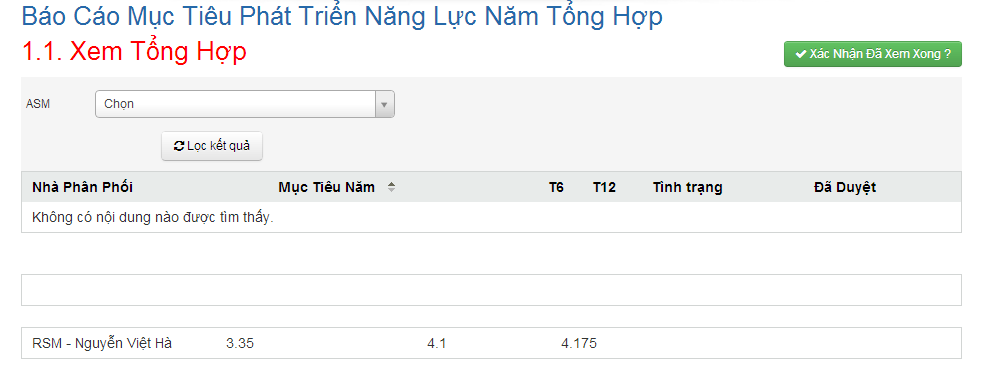 Báo Cáo Mục Tiêu Phát Triển Năng Lực Năm Tổng Hợp
1.1. Xem Tổng Hợp
Xác Nhận Đã Xem Xong ?
ASM Chọn
Lọc kết quả
Nhà Phân Phối Mục Tiêu Năm T6 T12 Tình trạng Đã Duyệt
Không có nội dung nào được tìm thấy.
RSM - Nguyễn Việt Hà 3.35 4.1 4.175